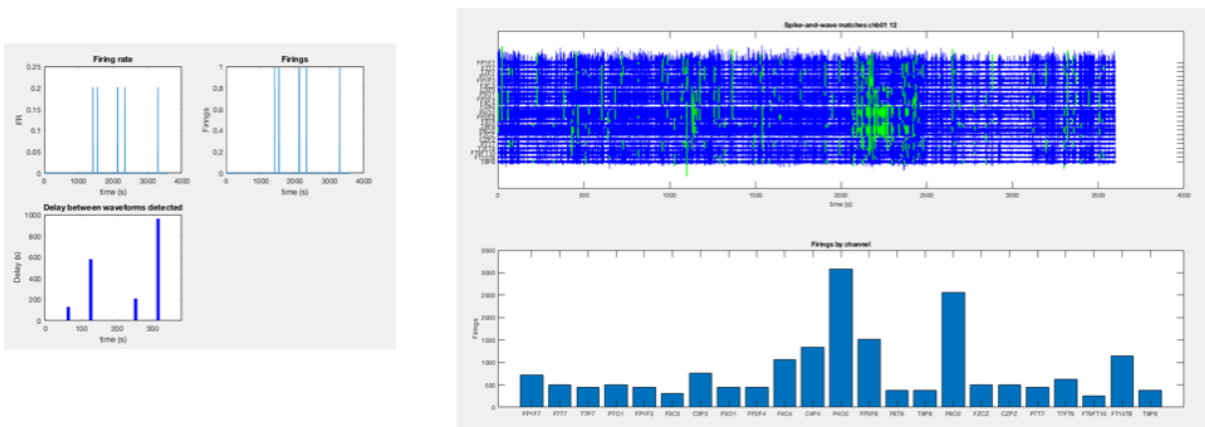 Firing rate
FR
0.25
0.2
0.15
0.1
0.05
0
0 1000 2000 3000 4000
time (s)
Firings
Firings
1
0.8
0.6
0.4
0.2
0
0 1000 2000 3000 4000
time (s)
Delay between waveforms detected
Delay (s)
1000
800
600
400
200
0
0 100 200 300
time (s)
Spike-and-wave matches chb01 12
FP1F7
0 500 1000 1500 2000 2500 3000 3500 4000
time (s)
Firings by channel
Firings
3500
3000
2500
2000
1500
1000
500
0
FP1F7 F7T7 T7P7 P7O1 FP1F3 F3C3 C3P3 P3O1 FP2F4 F4C4 C4P4 P4O2 FP2F8 F8T8 T8P8 P8O2 FZCZ CZPZ P7T7 T7FT9 FT9FT10 FT10T8 T8P8